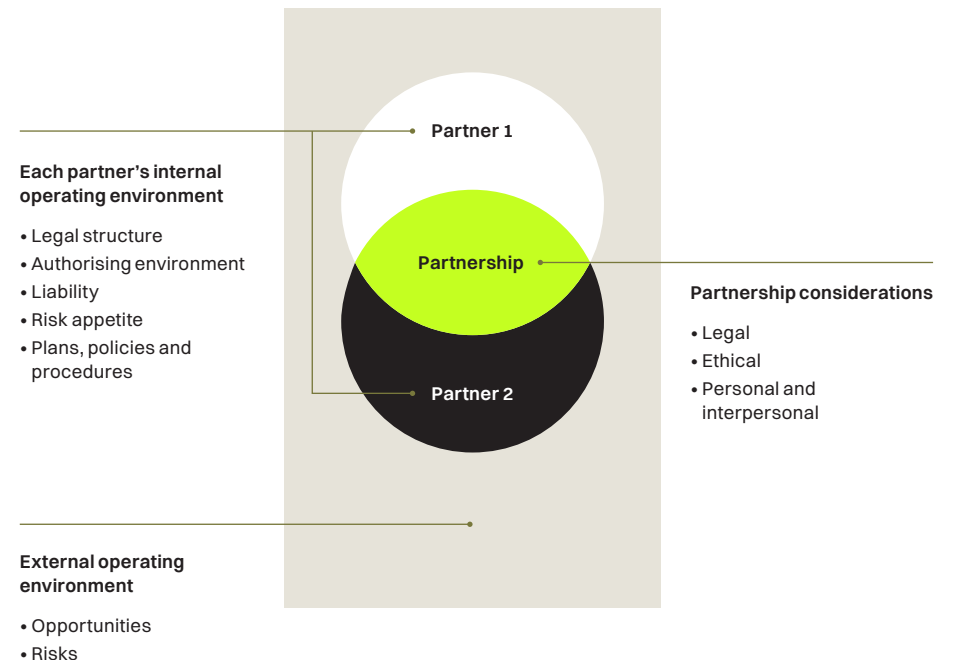 Partner 1
Each partner’s internal
operating environment
• Legal structure
• Authorising environment
• Liability
• Risk appetite
• Plans, policies and
procedures
Partnership
Partnership considerations
• Legal
• Ethical
• Personal and
interpersonal
Partner 2
External operating
environment
• Opportunities
• Risks